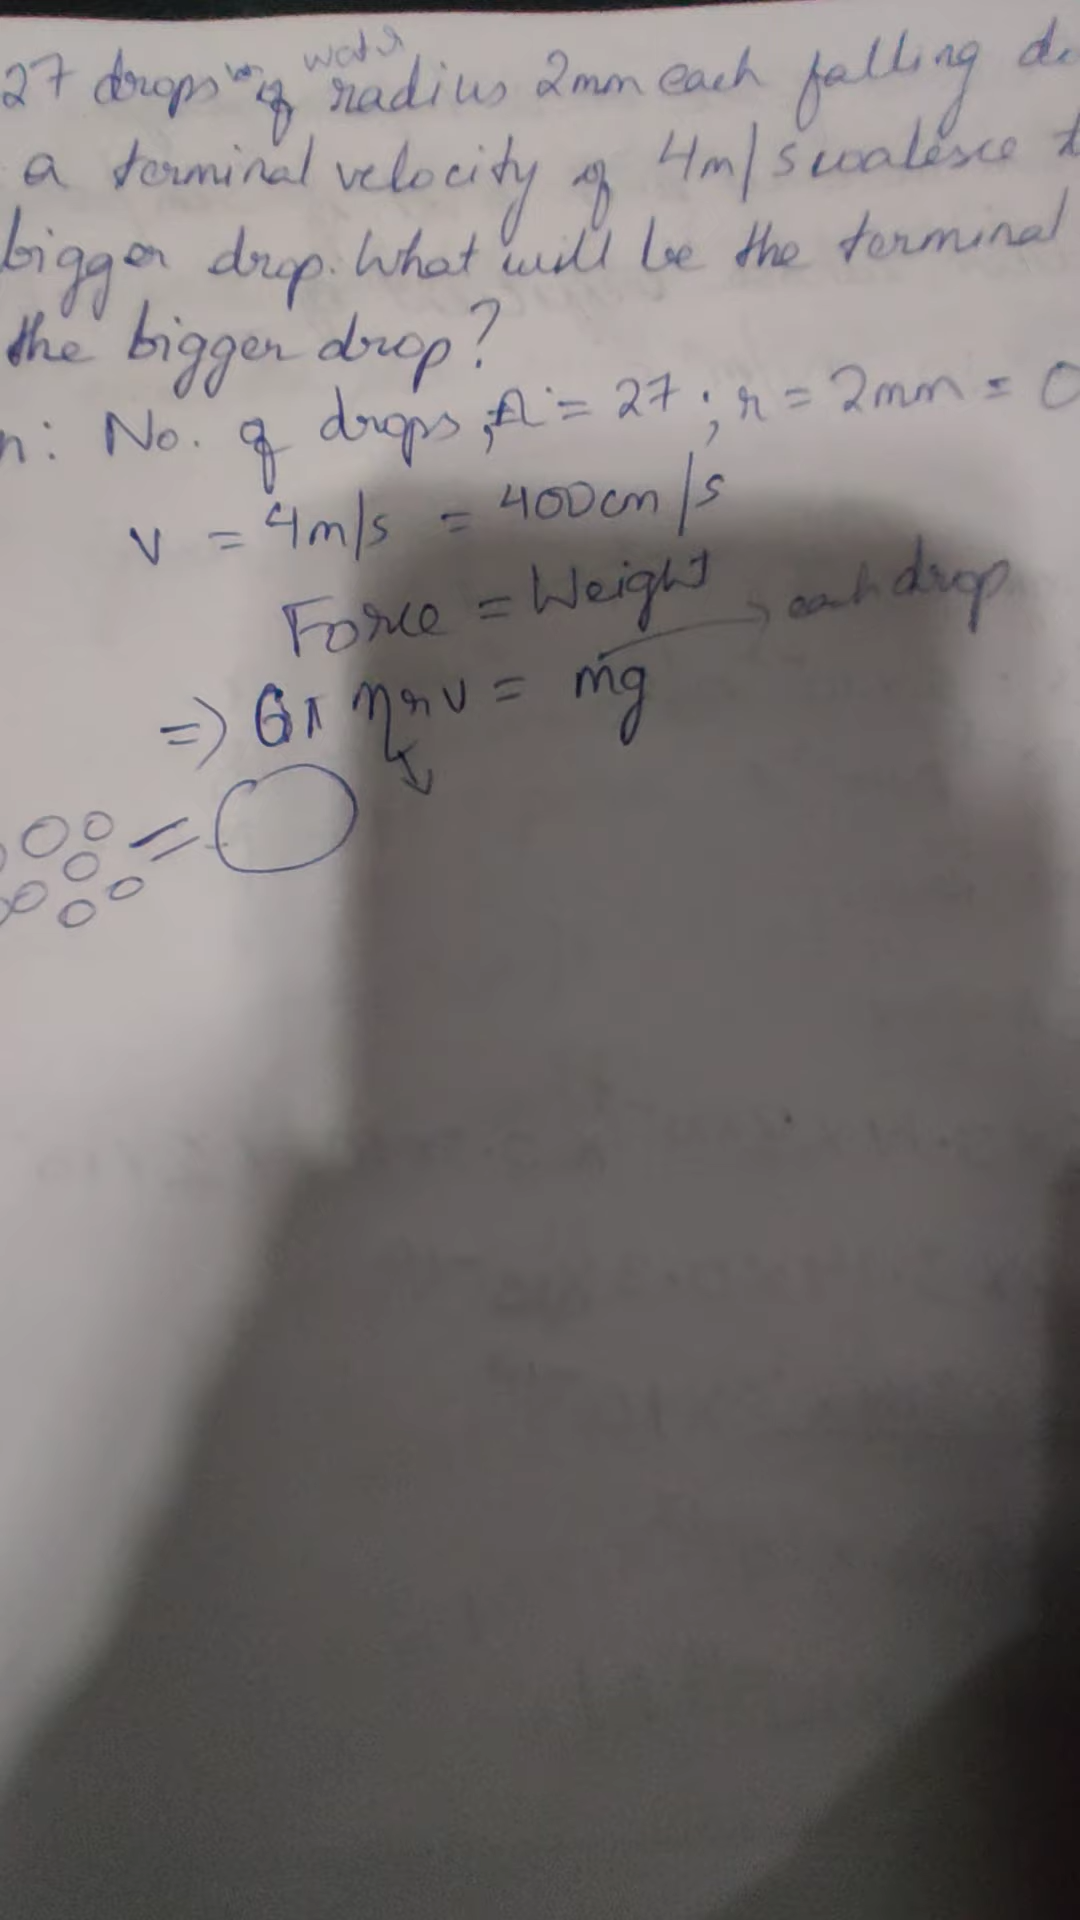 27 drops of water radius 2mm each falling
a terminal velocity of 4m/s coalesce
bigger drop. What will be the terminal
the bigger drop?
n: No. of drops, n = 27; r = 2mm = 0
v = 4m/s = 400cm/s
Force = Weight
=> 6π ηrv = mg → each drop
=